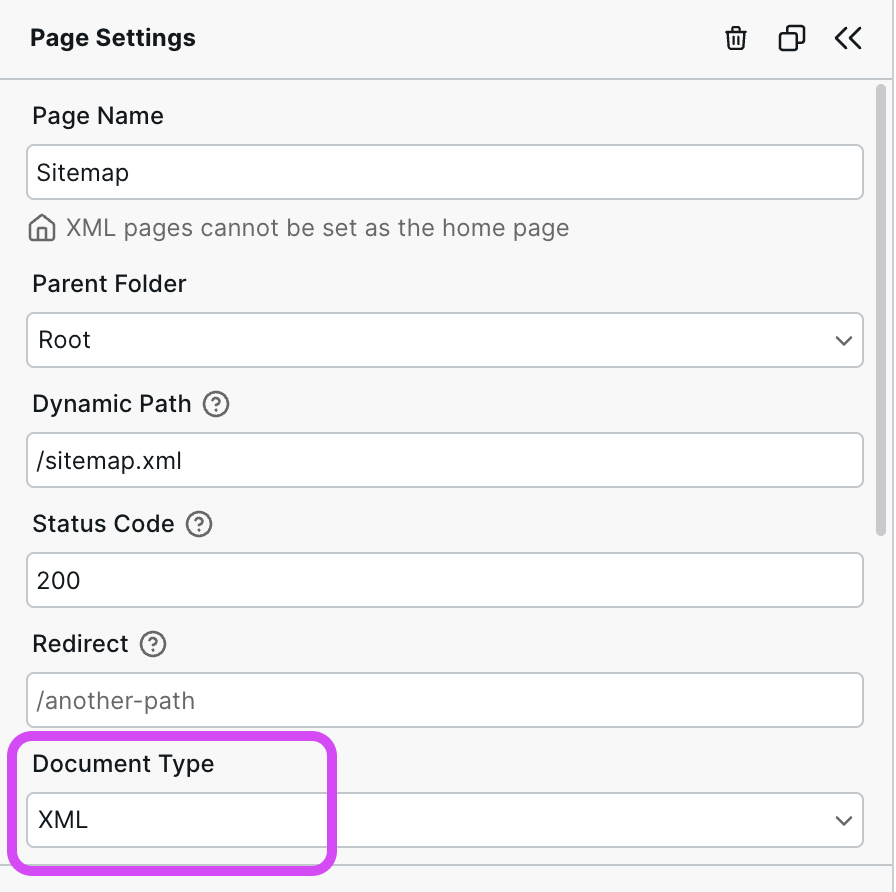 Page Settings
Page Name
Sitemap
XML pages cannot be set as the home page
Parent Folder
Root
Dynamic Path
/sitemap.xml
Status Code
200
Redirect
/another-path
Document Type
XML